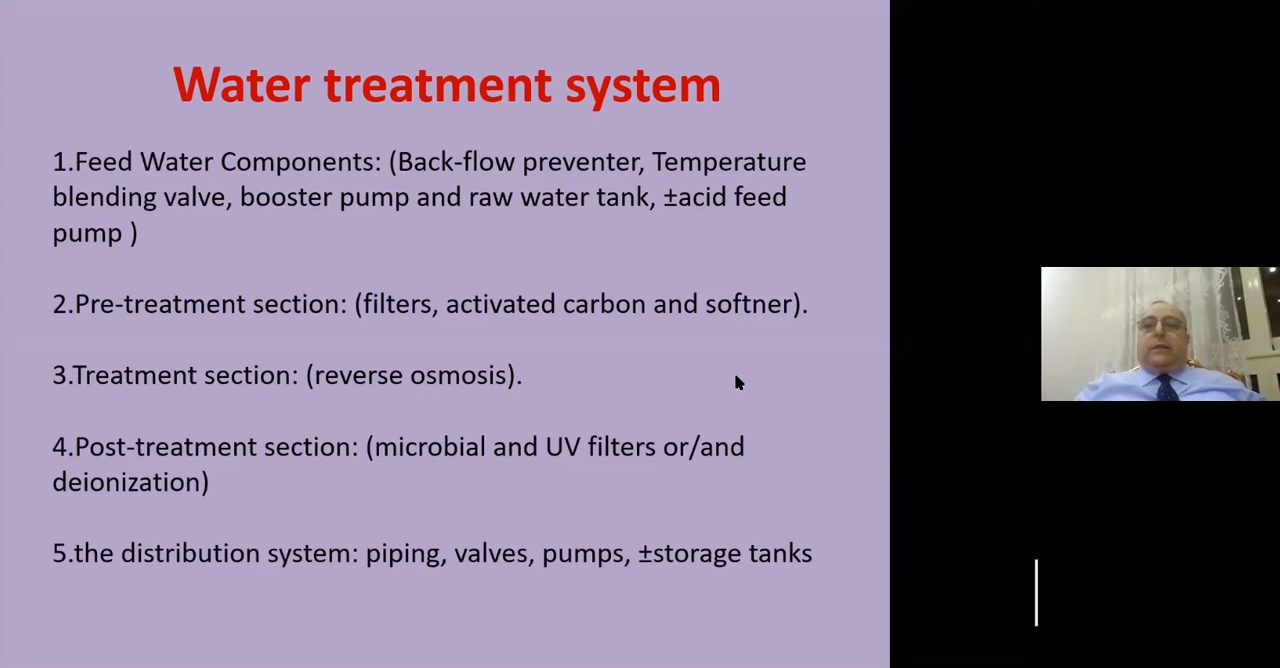 Water treatment system
1.Feed Water Components: (Back-flow preventer, Temperature
blending valve, booster pump and raw water tank, ±acid feed
pump )
2.Pre-treatment section: (filters, activated carbon and softner).
3.Treatment section: (reverse osmosis).
4.Post-treatment section: (microbial and UV filters or/and
deionization)
5.the distribution system: piping, valves, pumps, ±storage tanks